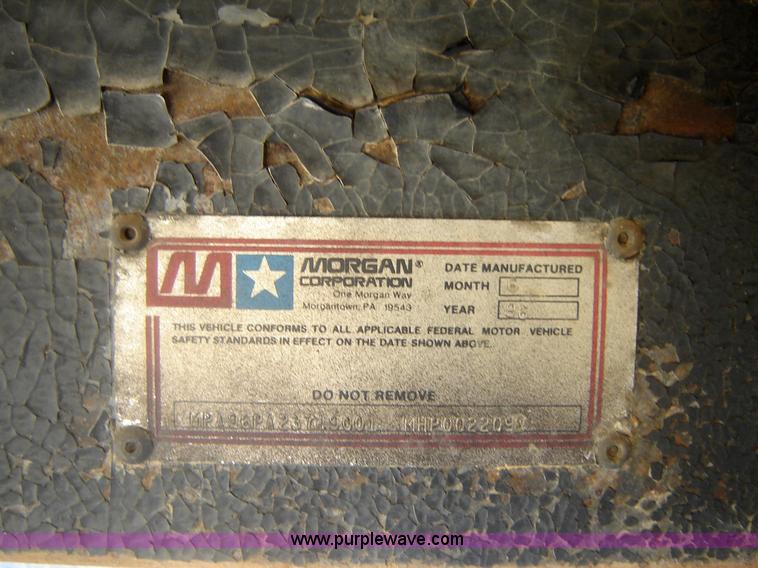 M
MORGAN®
CORPORATION
One Morgan Way
Morgantown, PA 19543
DATE MANUFACTURED
MONTH
YEAR 96
THIS VEHICLE CONFORMS TO ALL APPLICABLE FEDERAL MOTOR VEHICLE
SAFETY STANDARDS IN EFFECT ON THE DATE SHOWN ABOVE.
DO NOT REMOVE
www.purplewave.com